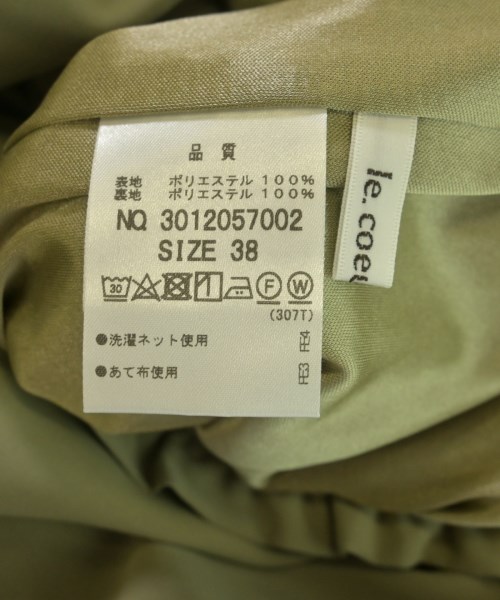 品質
表地 ポリエステル 100%
裏地 ポリエステル 100%
NO 3012057002
SIZE 38
30 F W
(307T)
●洗濯ネット使用
●あて布使用
le.coe